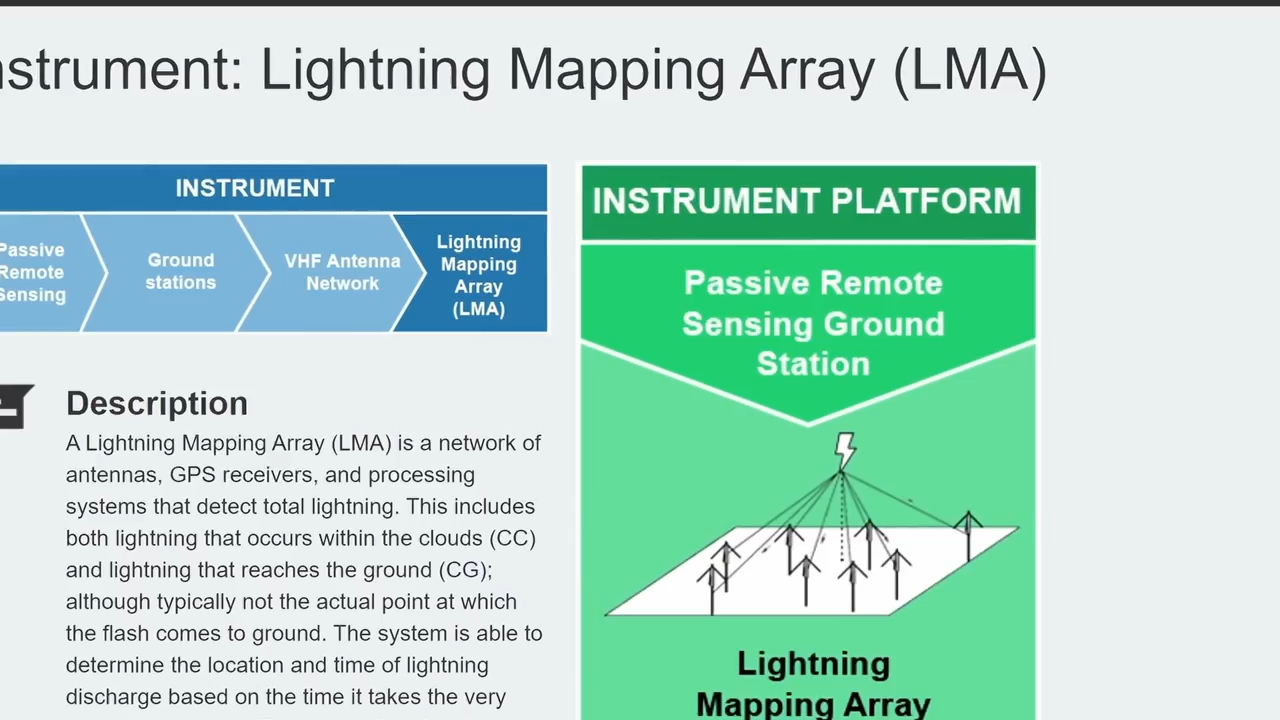 nstrument: Lightning Mapping Array (LMA)
INSTRUMENT
Passive
Remote
Sensing
Ground
stations
VHF Antenna
Network
Lightning
Mapping
Array
(LMA)
Description
A Lightning Mapping Array (LMA) is a network of
antennas, GPS receivers, and processing
systems that detect total lightning. This includes
both lightning that occurs within the clouds (CC)
and lightning that reaches the ground (CG);
although typically not the actual point at which
the flash comes to ground. The system is able to
determine the location and time of lightning
discharge based on the time it takes the very
INSTRUMENT PLATFORM
Passive Remote
Sensing Ground
Station
Lightning
Mapping Array